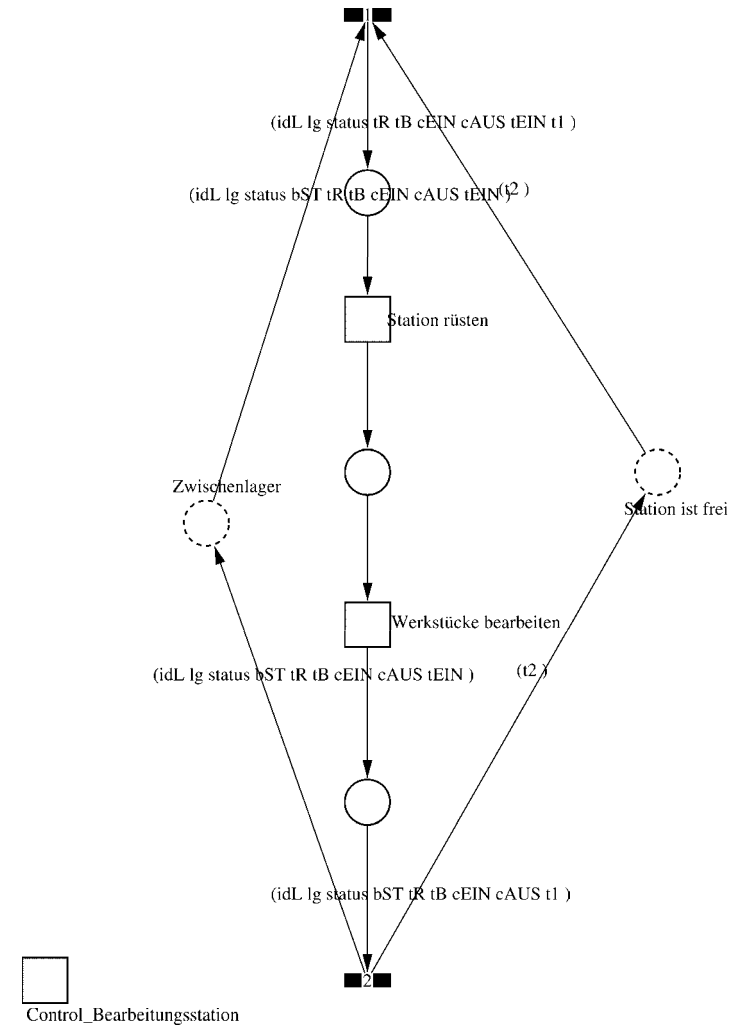 1
(idL lg status tR tB cEIN cAUS tEIN t1 )
(t2 )
(idL lg status bST tR tB cEIN cAUS tEIN )
Station rüsten
Zwischenlager
Station ist frei
Werkstücke bearbeiten
(t2 )
(idL lg status bST tR tB cEIN cAUS tEIN )
(idL lg status bST tR tB cEIN cAUS t1 )
2
Control_Bearbeitungsstation